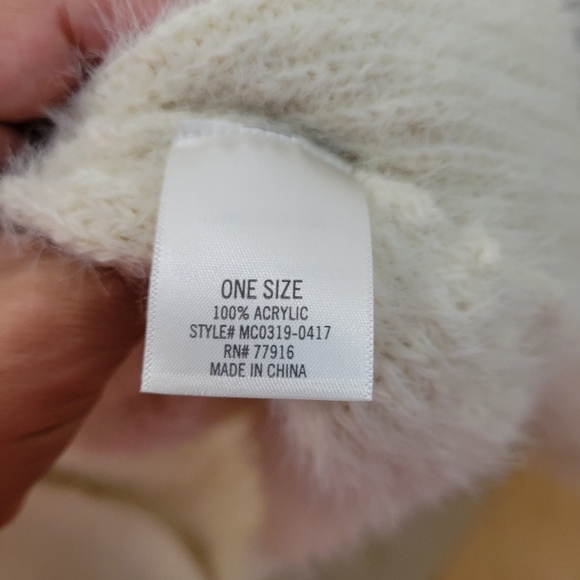 ONE SIZE
100% ACRYLIC
STYLE# MC0319-0417
RN# 77916
MADE IN CHINA